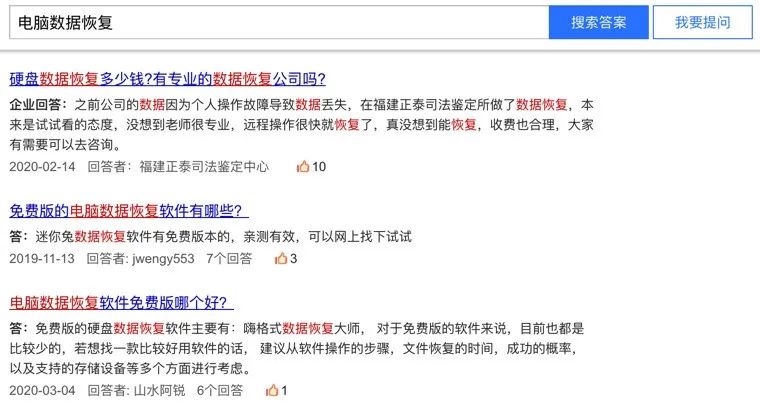 电脑数据恢复 搜索答案 我要提问
硬盘数据恢复多少钱?有专业的数据恢复公司吗?
企业回答：之前公司的数据因为个人操作故障导致数据丢失，在福建正泰司法鉴定所做了数据恢复，本
来是试试看的态度，没想到老师很专业，远程操作很快就恢复了，真没想到能恢复，收费也合理，大家
有需要可以去咨询。
2020-02-14 回答者：福建正泰司法鉴定中心 10
免费版的电脑数据恢复软件有哪些？
答：迷你兔数据恢复软件有免费版本的，亲测有效，可以网上找下试试
2019-11-13 回答者: jwengy553 7个回答 3
电脑数据恢复软件免费版哪个好？
答：免费版的硬盘数据恢复软件主要有：嗨格式数据恢复大师， 对于免费版的软件来说，目前也都是
比较少的，若想找一款比较好用软件的话， 建议从软件操作的步骤，文件恢复的时间，成功的概率，
以及支持的存储设备等多个方面进行考虑。
2020-03-04 回答者: 山水阿锐 6个回答 1